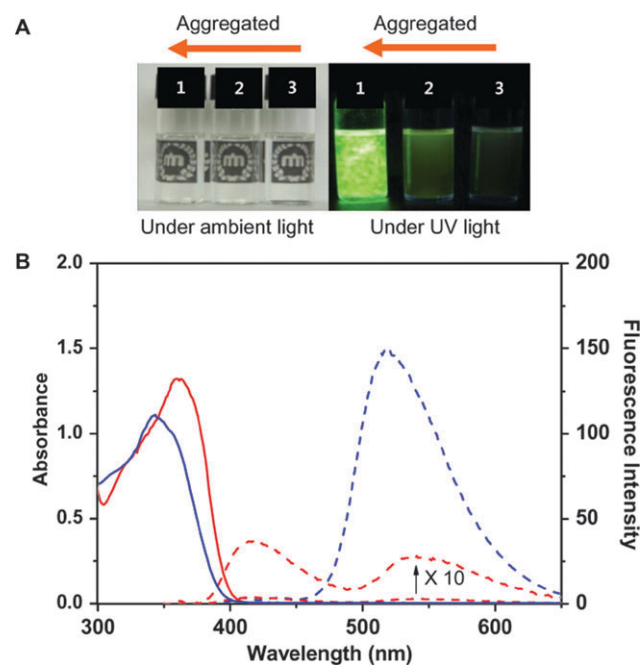 A
Aggregated
Aggregated
1
2
3
1
2
3
Under ambient light
Under UV light
B
2.0
1.5
1.0
0.5
0.0
200
150
100
50
0
Absorbance
Fluorescence Intensity
X 10
300
400
500
600
Wavelength (nm)